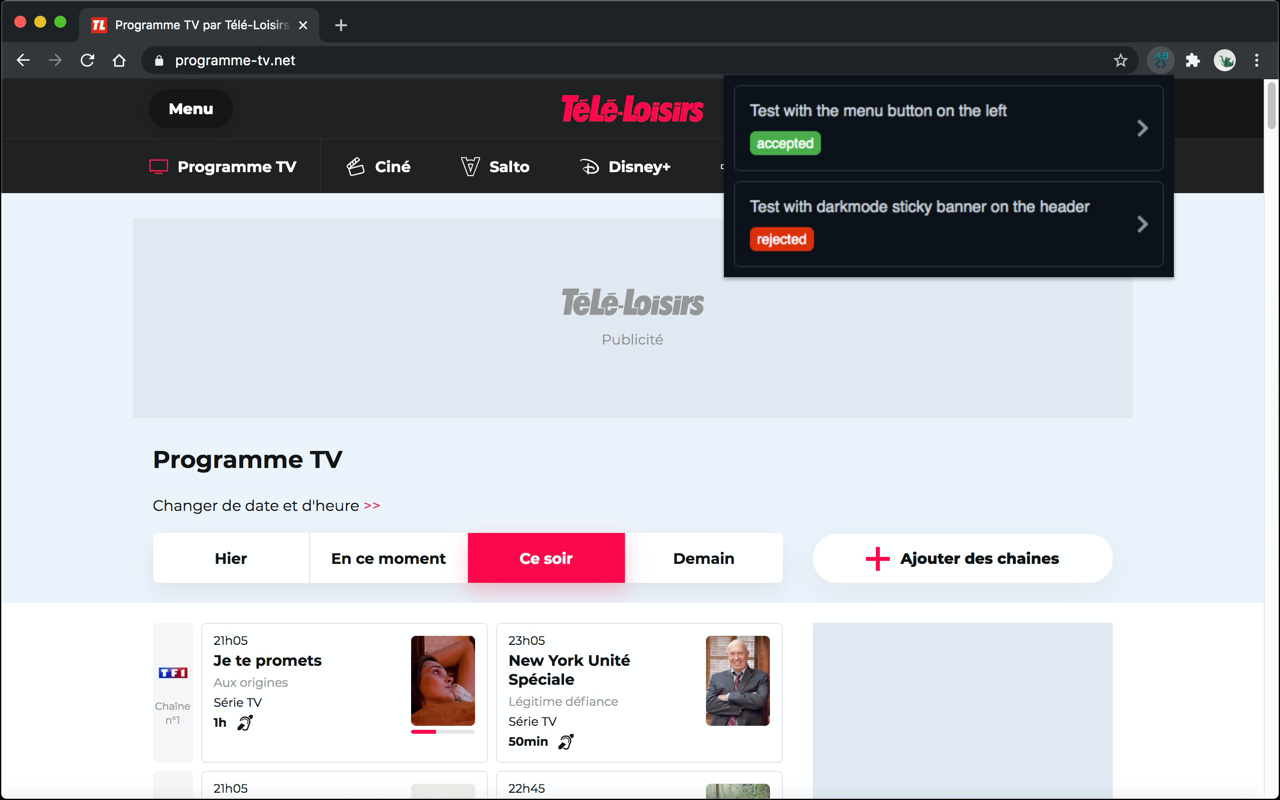 TL Programme TV par Télé-Loisirs
programme-tv.net
Menu
TéLé-Loisirs
Programme TV
Ciné
Salto
Disney+
Test with the menu button on the left
accepted
Test with darkmode sticky banner on the header
rejected
TéLé-Loisirs
Publicité
Programme TV
Changer de date et d'heure >>
Hier
En ce moment
Ce soir
Demain
Ajouter des chaines
TF1
Chaîne
n°1
21h05
Je te promets
Aux origines
Série TV
1h
23h05
New York Unité
Spéciale
Légitime défiance
Série TV
50min
21h05
22h45